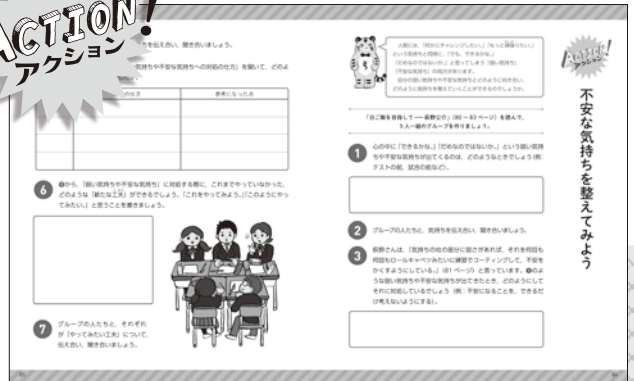 ACTION!
アクション
ACTION!
アクション
不安な気持ちを整えてみよう
人間には、「何かにチャレンジしたい。」「もっと頑張りたい。」
という気持ちと同時に、「でも、できるかな。」
「だめなのではないか。」と思ってしまう「弱い気持ち」
「不安な気持ち」の両方があります。
自分の弱い気持ちや不安な気持ちとどのように向き合い、
どのように気持ちを整えていくことができるのでしょうか。
(80～83ページ)を読んで、
5人一組のグループを作りましょう。
1 心の中に「できるかな。」「だめなのではないか。」という弱い気持
ちや不安な気持ちが出てくるのは、どのようなときでしょう(例:
テストの前、試合の前など)。
2 グループの人たちと、気持ちを伝え合い、聞き合いましょう。
3 萩野さんは、「気持ちの柱の部分に弱さがあれば、それを何回も
何回もロールキャベツみたいに練習でコーティングして、不安を
かくすようにしている。」(81ページ)と言っています。❶のよ
うな弱い気持ちや不安な気持ちが出てきたとき、どのようにして
それに対処しているでしょう(例:不安になることを、できるだ
け考えないようにする)。
方を伝え合い、聞き合いましょう。
気持ちや不安な気持ちへの対処の仕方」を聞いて、どのよ
の仕方
参考になった点
6 から、「弱い気持ちや不安な気持ち」に対処する際に、これまでやっていなかった、
どのような「新たな工夫」ができるでしょう。「これをやってみよう。」「このようにやっ
てみたい。」と思うことを書きましょう。
7 グループの人たちと、それぞれ
が「やってみたい工夫」について、
伝え合い、聞き合いましょう。